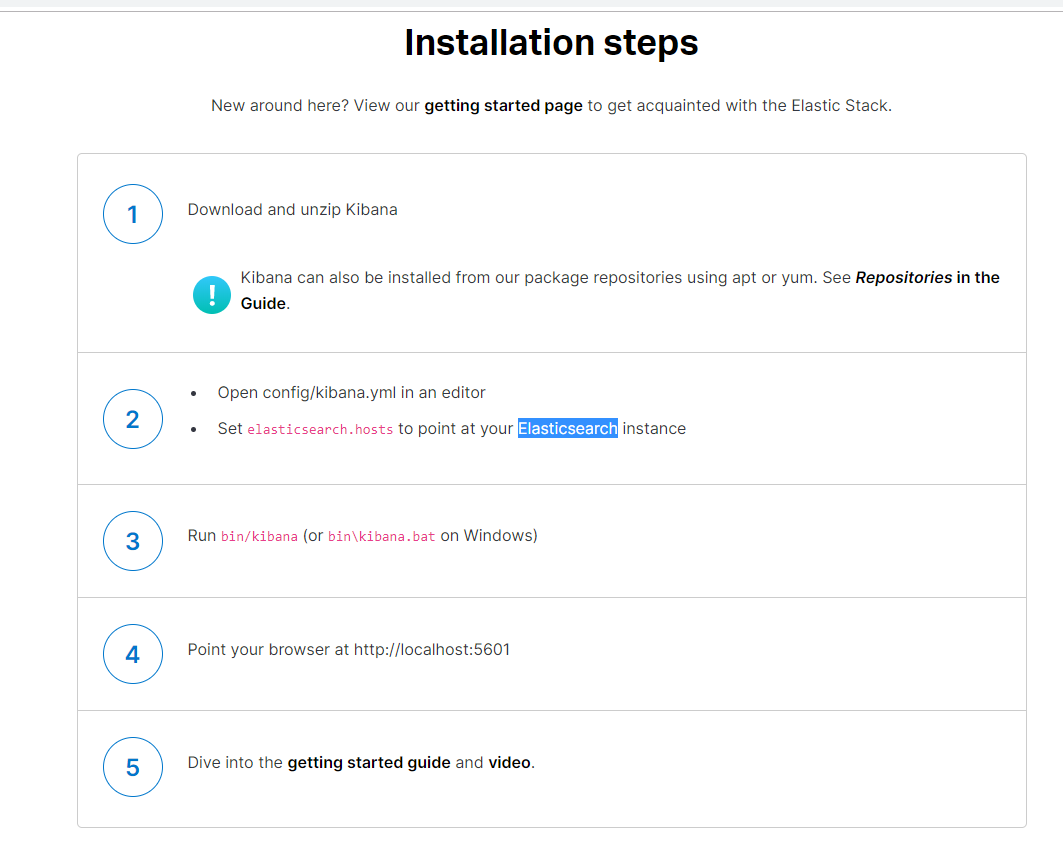 Installation steps
New around here? View our getting started page to get acquainted with the Elastic Stack.
1
Download and unzip Kibana
!
Kibana can also be installed from our package repositories using apt or yum. See Repositories in the
Guide.
2
• Open config/kibana.yml in an editor
• Set elasticsearch.hosts to point at your Elasticsearch instance
3
Run bin/kibana (or bin\kibana.bat on Windows)
4
Point your browser at http://localhost:5601
5
Dive into the getting started guide and video.